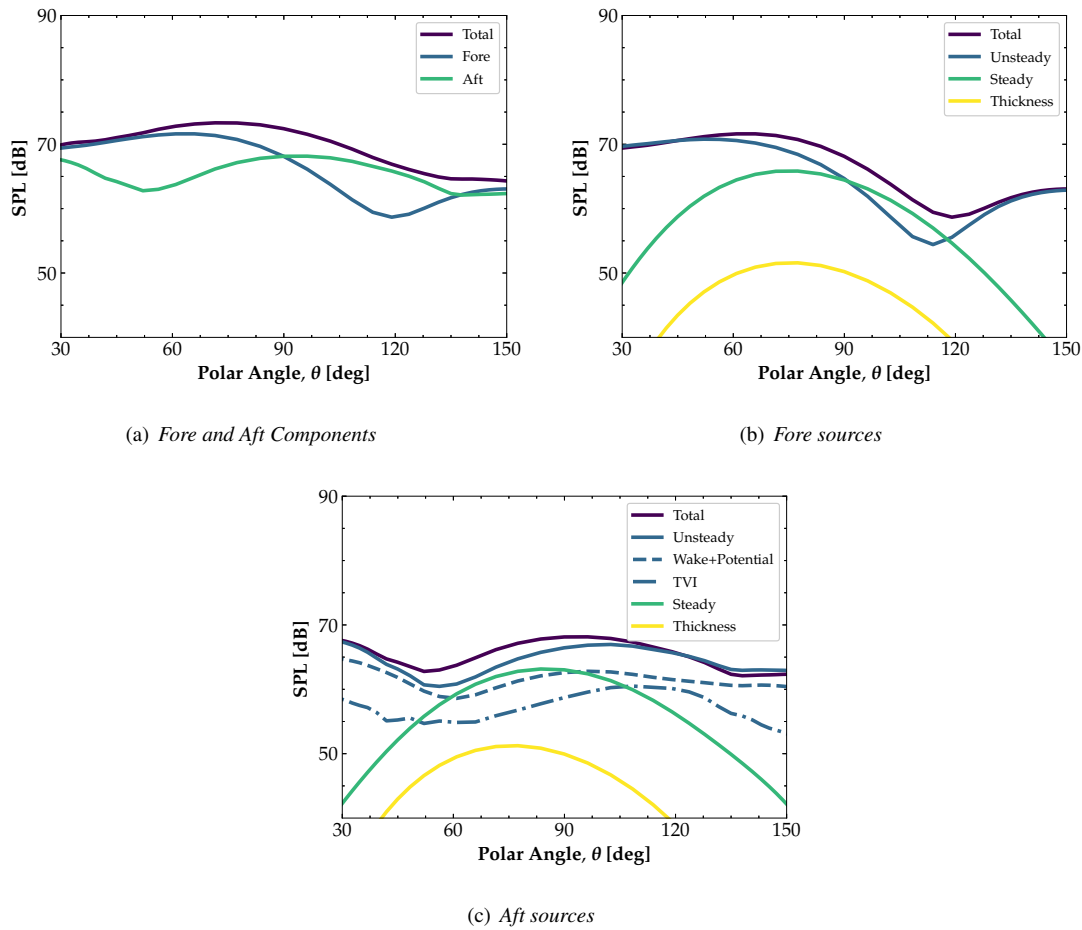 90
70
50
30
60
90
120
150
SPL [dB]
Polar Angle, θ [deg]
Total
Fore
Aft
(a) Fore and Aft Components
90
70
50
30
60
90
120
150
SPL [dB]
Polar Angle, θ [deg]
Total
Unsteady
Steady
Thickness
(b) Fore sources
90
70
50
30
60
90
120
150
SPL [dB]
Polar Angle, θ [deg]
Total
Unsteady
Wake+Potential
TVI
Steady
Thickness
(c) Aft sources